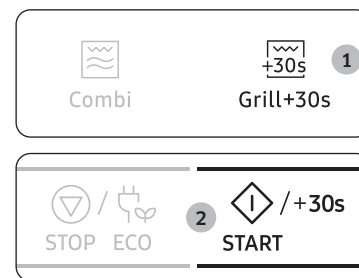 +30s
1
Combi
Grill+30s
/ 2 /+30s
STOP ECO START